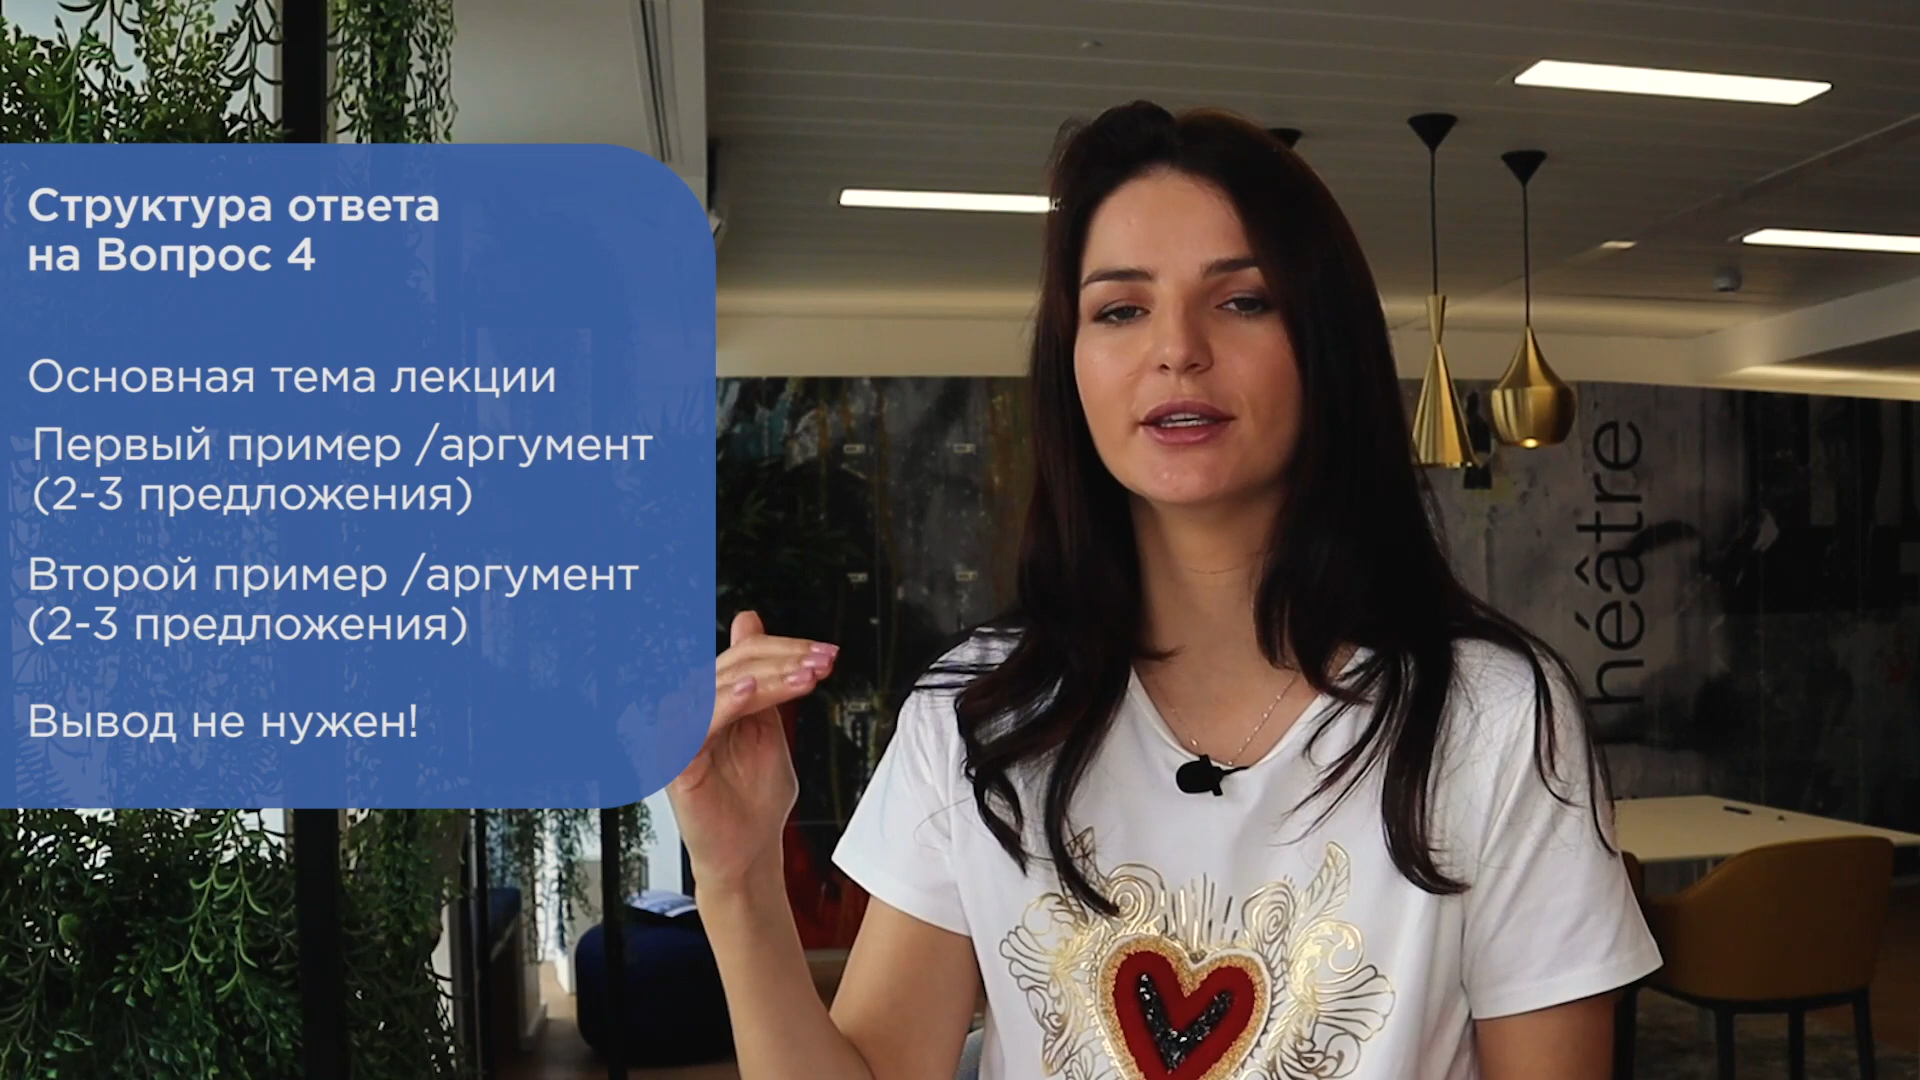 Структура ответа
на Вопрос 4
Основная тема лекции
Первый пример /аргумент
(2-3 предложения)
Второй пример /аргумент
(2-3 предложения)
Вывод не нужен!
héâtre